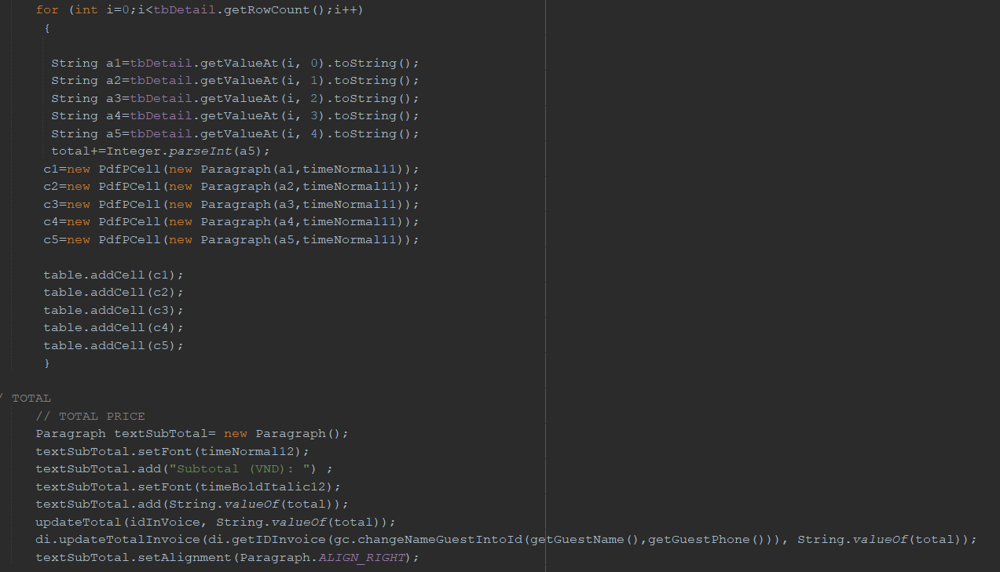 for (int i=0;i<tbDetail.getRowCount();i++)
{
String a1=tbDetail.getValueAt(i, 0).toString();
String a2=tbDetail.getValueAt(i, 1).toString();
String a3=tbDetail.getValueAt(i, 2).toString();
String a4=tbDetail.getValueAt(i, 3).toString();
String a5=tbDetail.getValueAt(i, 4).toString();
total+=Integer.parseInt(a5);
c1=new PdfPCell(new Paragraph(a1,timeNormal11));
c2=new PdfPCell(new Paragraph(a2,timeNormal11));
c3=new PdfPCell(new Paragraph(a3,timeNormal11));
c4=new PdfPCell(new Paragraph(a4,timeNormal11));
c5=new PdfPCell(new Paragraph(a5,timeNormal11));
table.addCell(c1);
table.addCell(c2);
table.addCell(c3);
table.addCell(c4);
table.addCell(c5);
}
/ TOTAL
// TOTAL PRICE
Paragraph textSubTotal= new Paragraph();
textSubTotal.setFont(timeNormal12);
textSubTotal.add("Subtotal (VND): ") ;
textSubTotal.setFont(timeBoldItalic12);
textSubTotal.add(String.valueOf(total));
updateTotal(idInVoice, String.valueOf(total));
di.updateTotalInvoice(di.getIDInvoice(gc.changeNameGuestIntoId(getGuestName(),getGuestPhone())), String.valueOf(total));
textSubTotal.setAlignment(Paragraph.ALIGN_RIGHT);